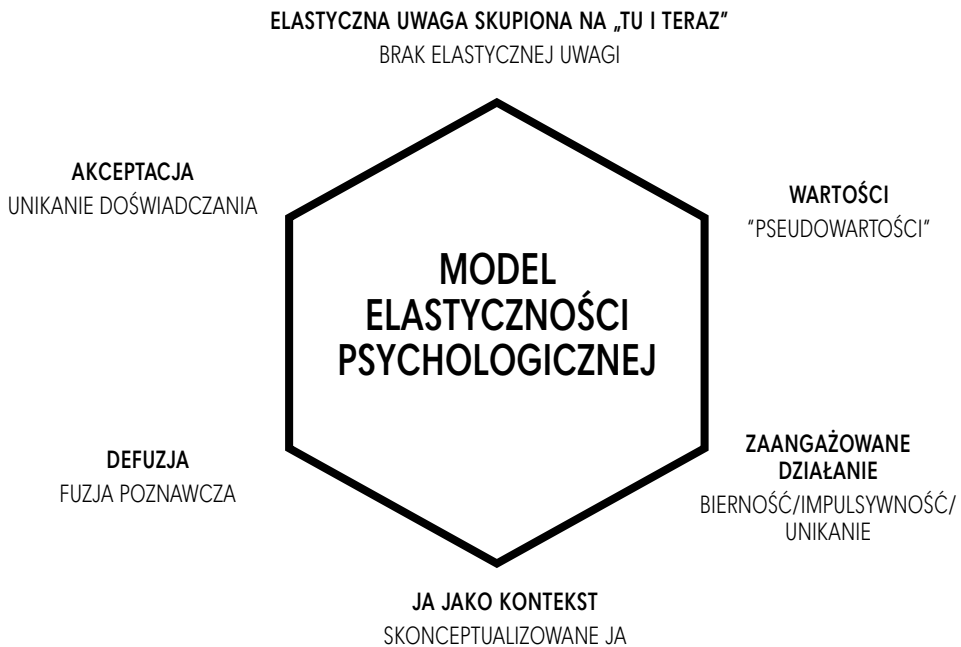 ELASTYCZNA UWAGA SKUPIONA NA „TU I TERAZ”
BRAK ELASTYCZNEJ UWAGI
AKCEPTACJA
UNIKANIE DOŚWIADCZANIA
WARTOŚCI
“PSEUDOWARTOŚCI”
MODEL
ELASTYCZNOŚCI
PSYCHOLOGICZNEJ
DEFUZJA
FUZJA POZNAWCZA
ZAANGAŻOWANE
DZIAŁANIE
BIERNOŚĆ/IMPULSYWNOŚĆ/
UNIKANIE
JA JAKO KONTEKST
SKONCEPTUALIZOWANE JA